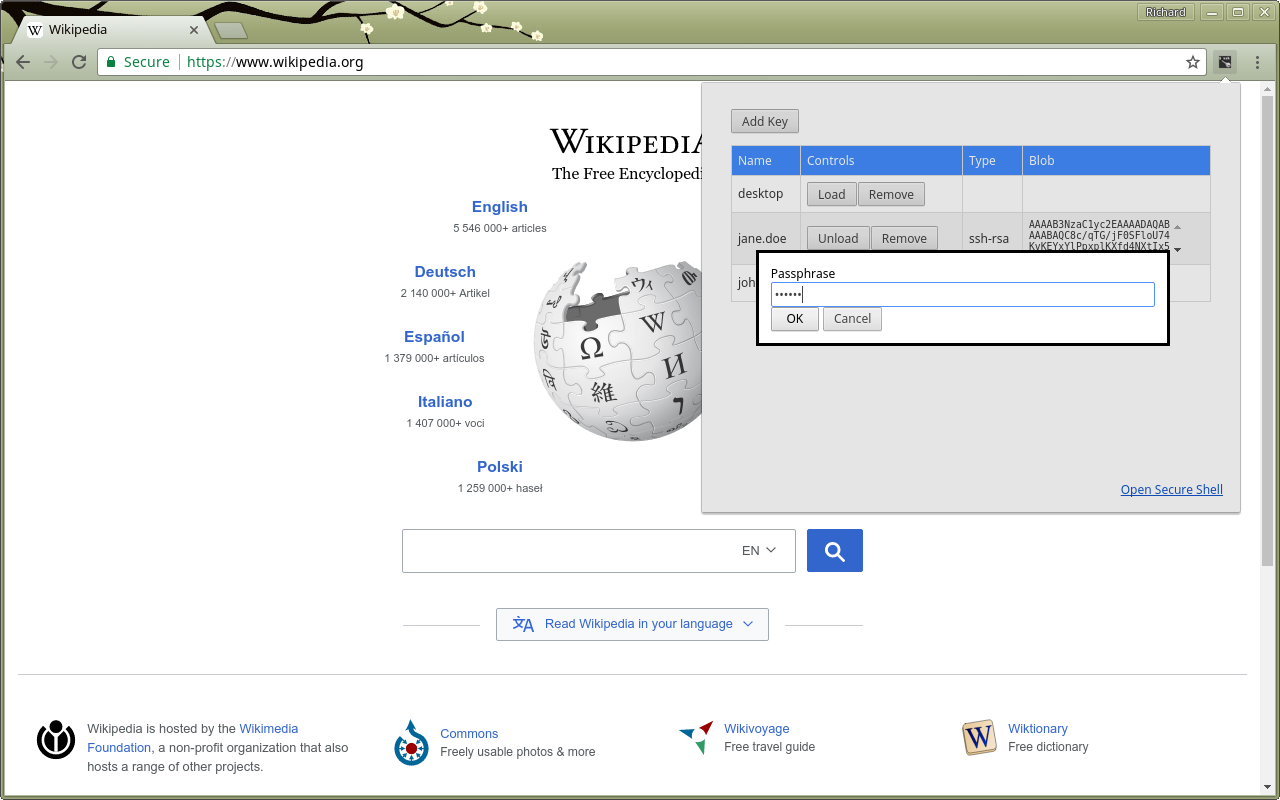 Richard
Wikipedia
Secure https://www.wikipedia.org
WIKIPEDIA
The Free Encyclopedi
English
5 546 000+ articles
Deutsch
2 140 000+ Artikel
Español
1 379 000+ artículos
Italiano
1 407 000+ voci
Polski
1 259 000+ haseł
Ω
W
И
維
EN
Read Wikipedia in your language
Wikipedia is hosted by the Wikimedia
Foundation, a non-profit organization that also
hosts a range of other projects.
Commons
Freely usable photos & more
Wikivoyage
Free travel guide
W
Wiktionary
Free dictionary
Add Key
Name Controls Type Blob
desktop Load Remove
jane.doe Unload Remove ssh-rsa
AAAAB3NzaC1yc2EAAAADAQAB
AAABAQC8c/qTG/jF0SFloU74
KyKEYxYlPpxplKXfd4NXtIx5
joh
Passphrase
••••••
OK Cancel
Open Secure Shell